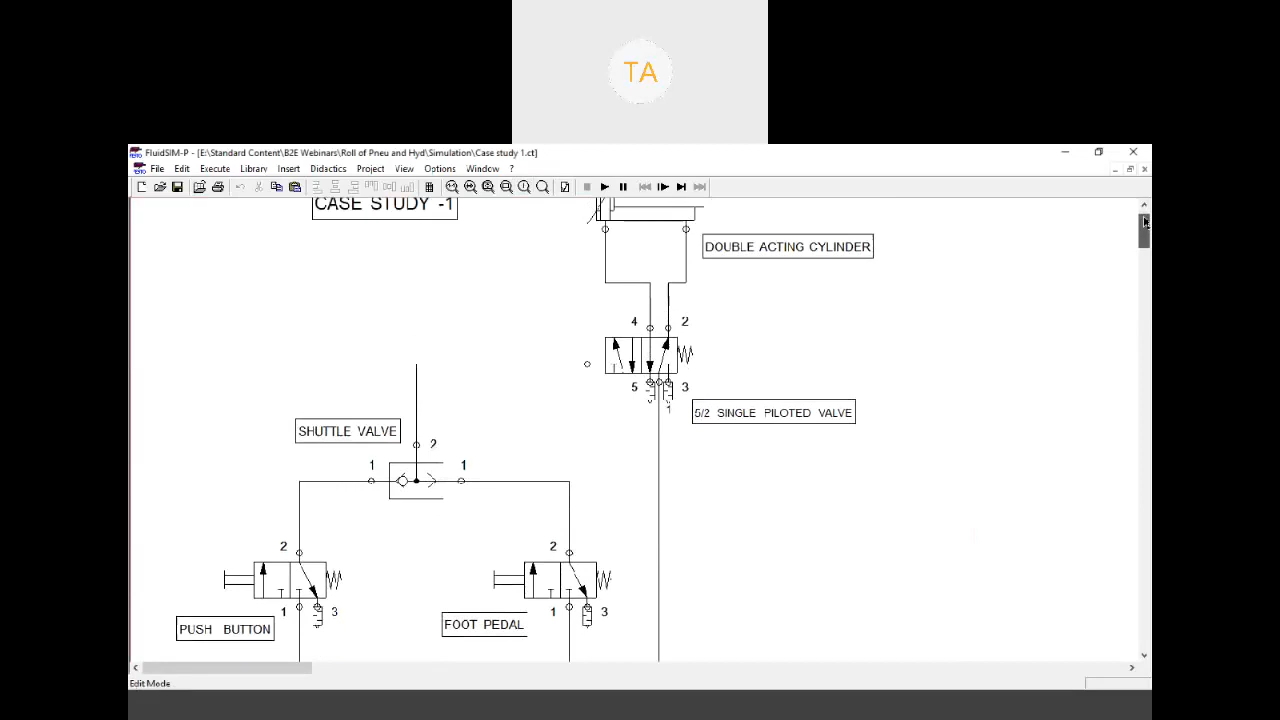 TA
FluidSIM-P - [E:\Standard Content\B2E Webinars\Roll of Pneu and Hyd\Simulation\Case study 1.ct]
File Edit Execute Library Insert Didactics Project View Options Window ?
CASE STUDY -1
DOUBLE ACTING CYLINDER
4 2
5 3
1
5/2 SINGLE PILOTED VALVE
SHUTTLE VALVE
2
1 1
2 2
1 3 1 3
PUSH BUTTON
FOOT PEDAL
Edit Mode